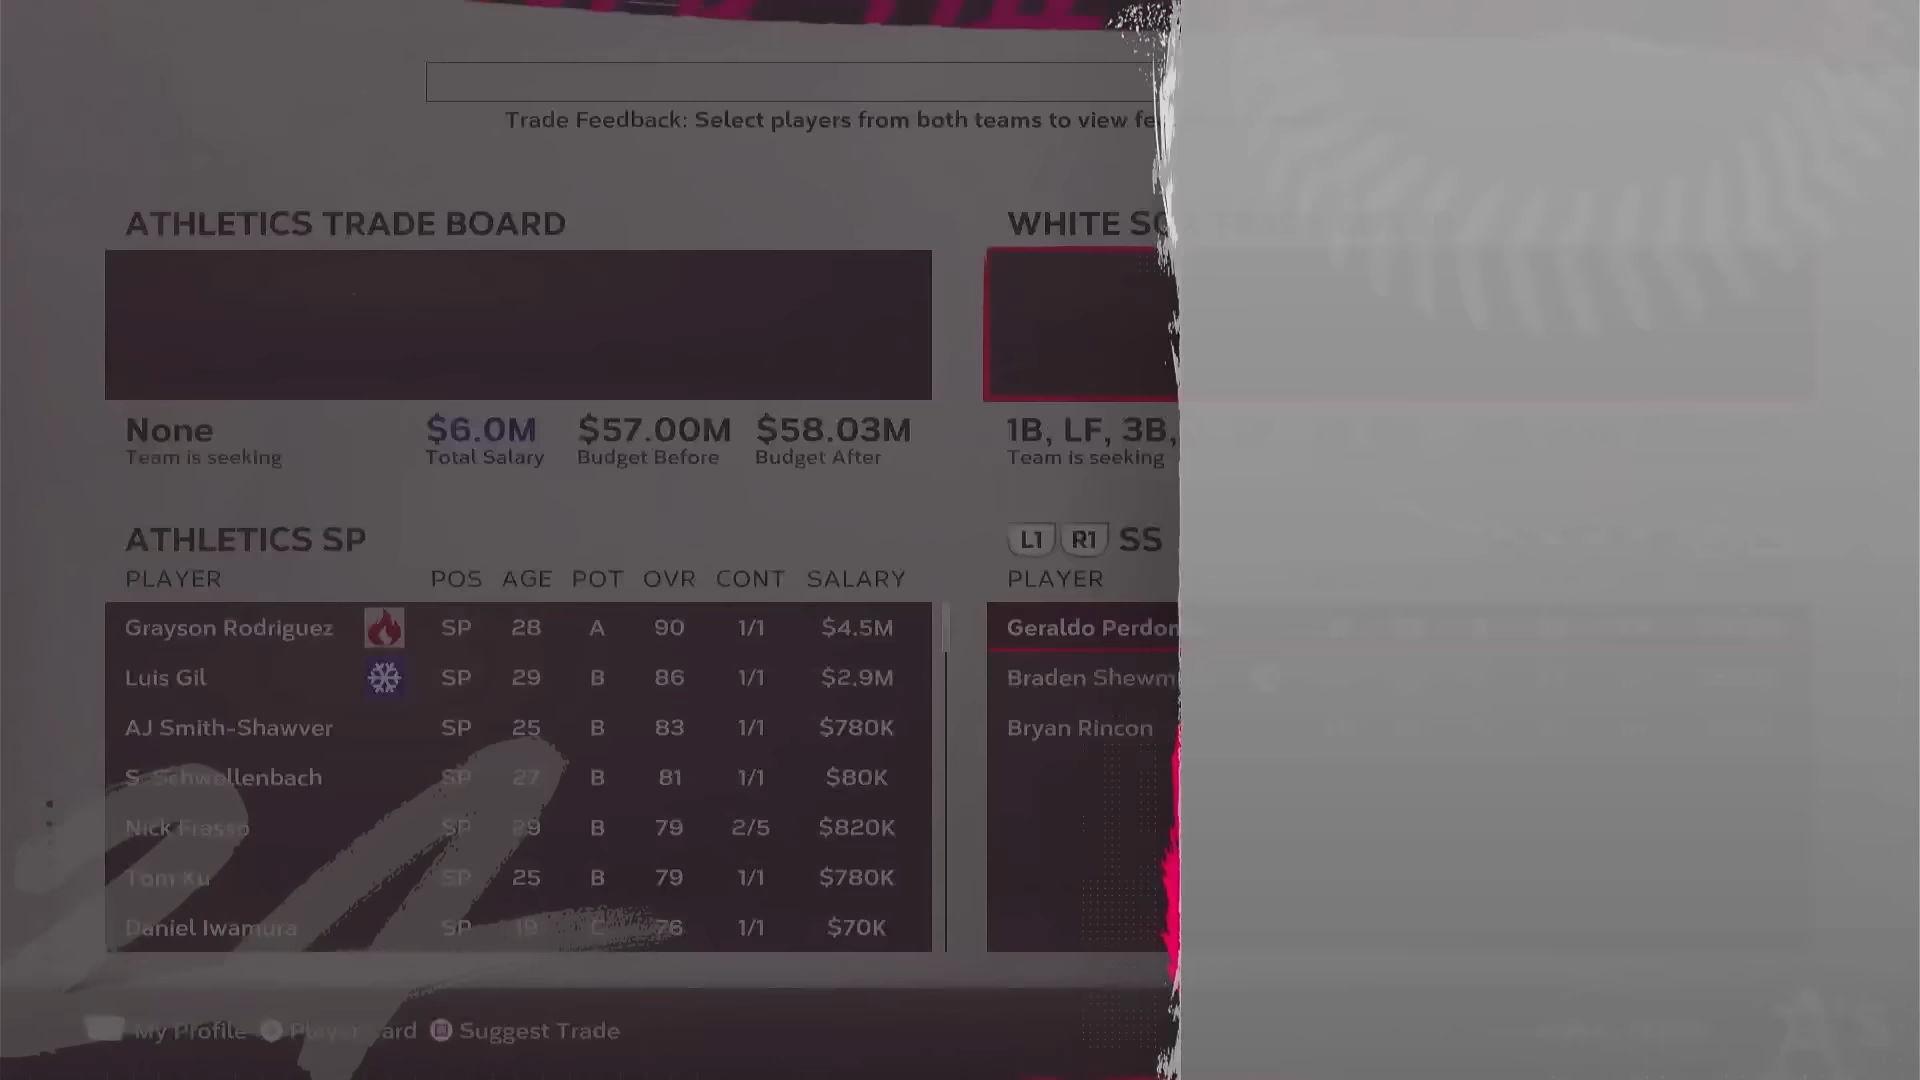 Trade Feedback: Select players from both teams to view
ATHLETICS TRADE BOARD
WHITE
None
Team is seeking
$6.0M
Total Salary
$57.00M
Budget Before
$58.03M
Budget After
1B, LF, 3B,
Team is seeking
ATHLETICS SP
PLAYER POS AGE POT OVR CONT SALARY
Grayson Rodriguez SP 28 A 90 1/1 $4.5M
Luis Gil SP 29 B 86 1/1 $2.9M
AJ Smith-Shawver SP 25 B 83 1/1 $780K
S. Schwellenbach SP 27 B 81 1/1 $80K
Nick Frasso SP 29 B 79 2/5 $820K
Tom Ku SP 25 B 79 1/1 $780K
Daniel Iwamura SP 19 C 76 1/1 $70K
L1 R1 SS
PLAYER
Geraldo Perdom
Braden Shewm
Bryan Rincon
My Profile Player Card Suggest Trade